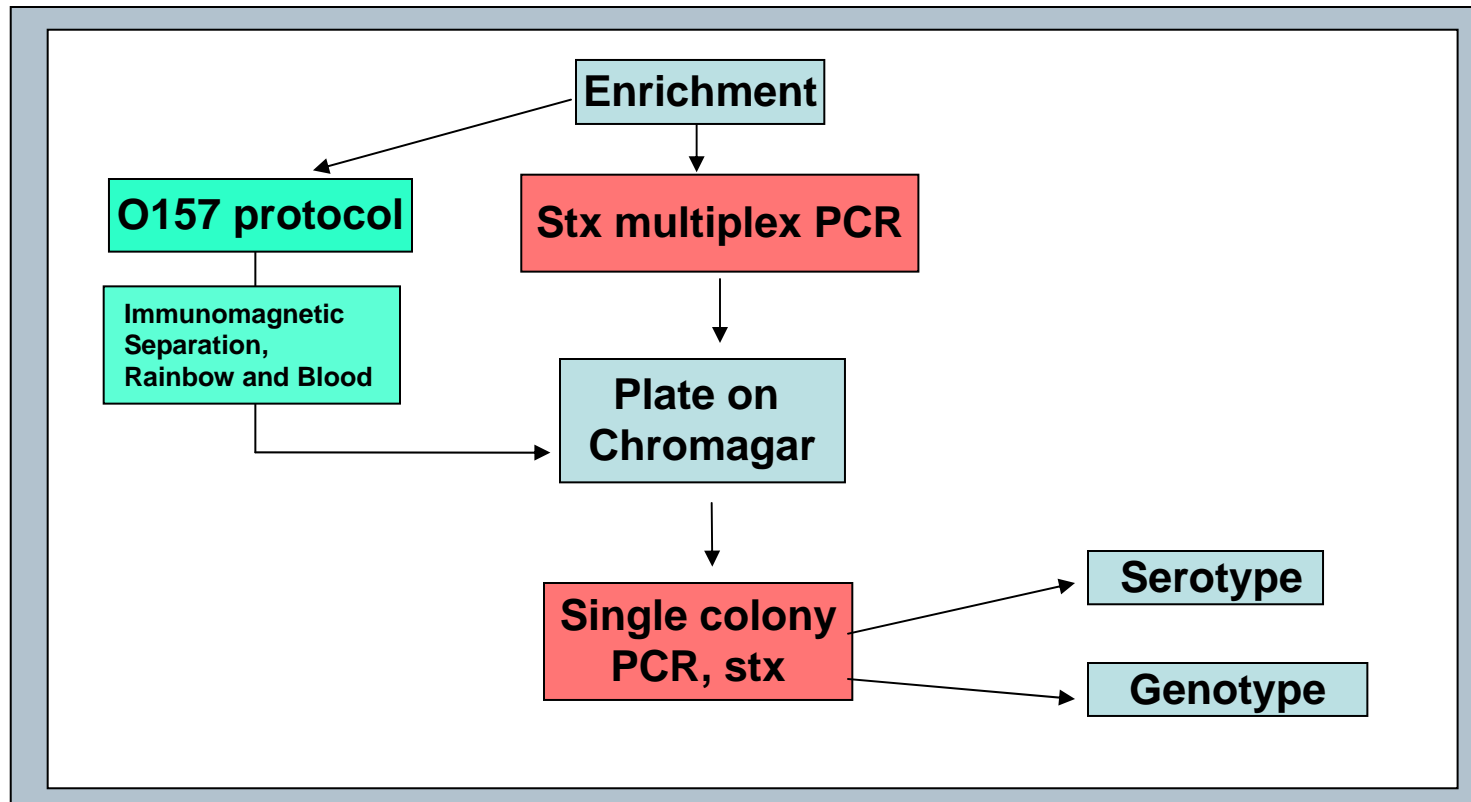 Enrichment
O157 protocol
Stx multiplex PCR
Immunomagnetic
Separation,
Rainbow and Blood
Plate on
Chromagar
Single colony
PCR, stx
Serotype
Genotype